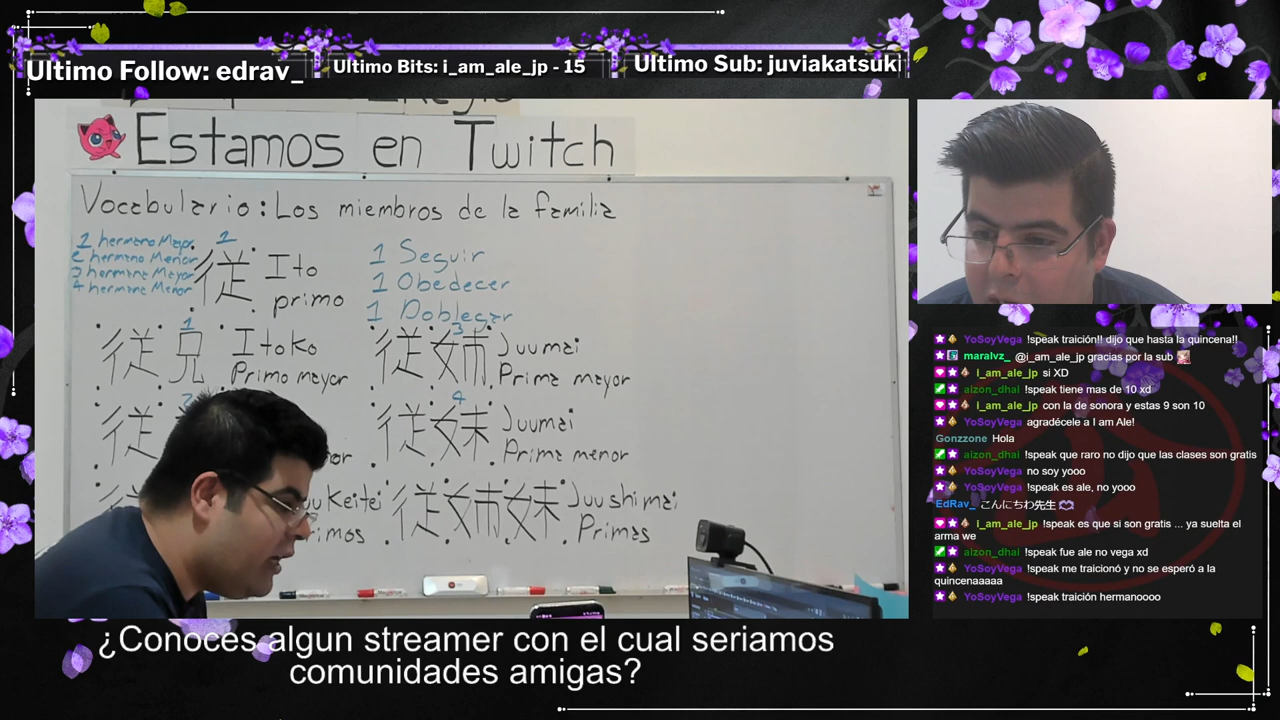 Ultimo Follow: edrav_
Ultimo Bits: i_am_ale_jp - 15
Ultimo Sub: juviakatsuki
Estamos en Twitch
Vocabulario: Los miembros de la familia
1 hermano Mayor
2 hermano Menor
3 hermana Mayor
4 hermana Menor
1
従 Ito
primo
1 Seguir
1 Obedecer
1 Doblegar
1
従兄 Itoko
Primo mayor
3
従姉 Juumai
Prima mayor
2
従
4
従妹 Juumai
Prima menor
Keitei
従姉妹 Juushimai
Primas
YoSoyVega !speak traición!! dijo que hasta la quincena!!
maralvz_ @i_am_ale_jp gracias por la sub
i_am_ale_jp si XD
aizon_dhal !speak tiene mas de 10 xd
i_am_ale_jp con la de sonora y estas 9 son 10
YoSoyVega agradécele a I am Ale!
Gonzzone Hola
aizon_dhal !speak que raro no dijo que las clases son gratis
YoSoyVega no soy yooo
YoSoyVega !speak es ale, no yooo
EdRav_ こんにちわ先生
i_am_ale_jp !speak es que si son gratis ... ya suelta el
arma we
aizon_dhal !speak fue ale no vega xd
YoSoyVega !speak me traicionó y no se esperó a la
quincenaaaaa
YoSoyVega !speak traición hermanoooo
¿Conoces algun streamer con el cual seriamos
comunidades amigas?